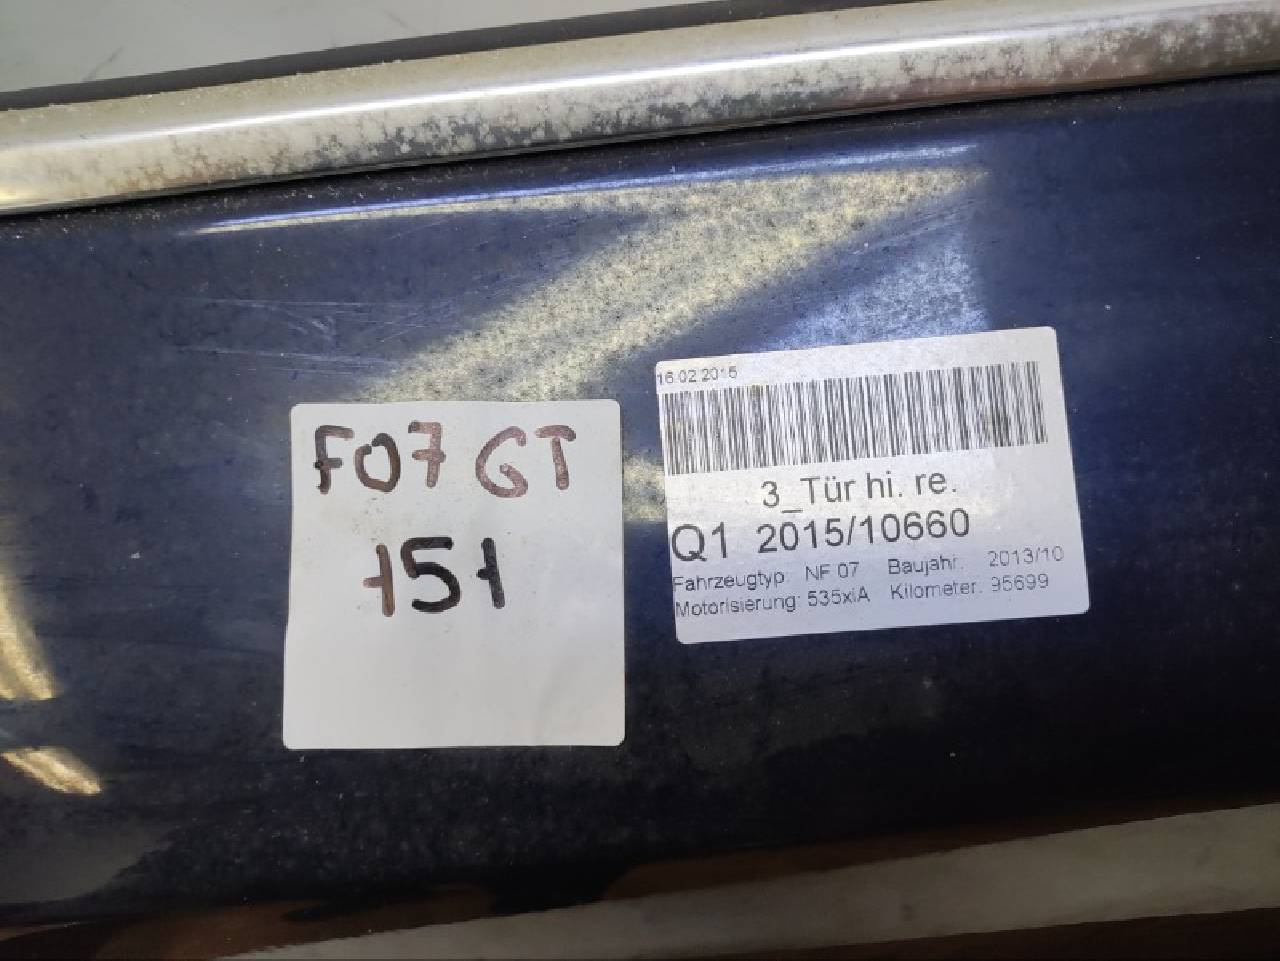 F07 GT
151
16.02.2015
3_Tür hi. re.
Q1 2015/10660
Fahrzeugtyp: NF 07 Baujahr: 2013/10
Motorisierung: 535xiA Kilometer: 95699